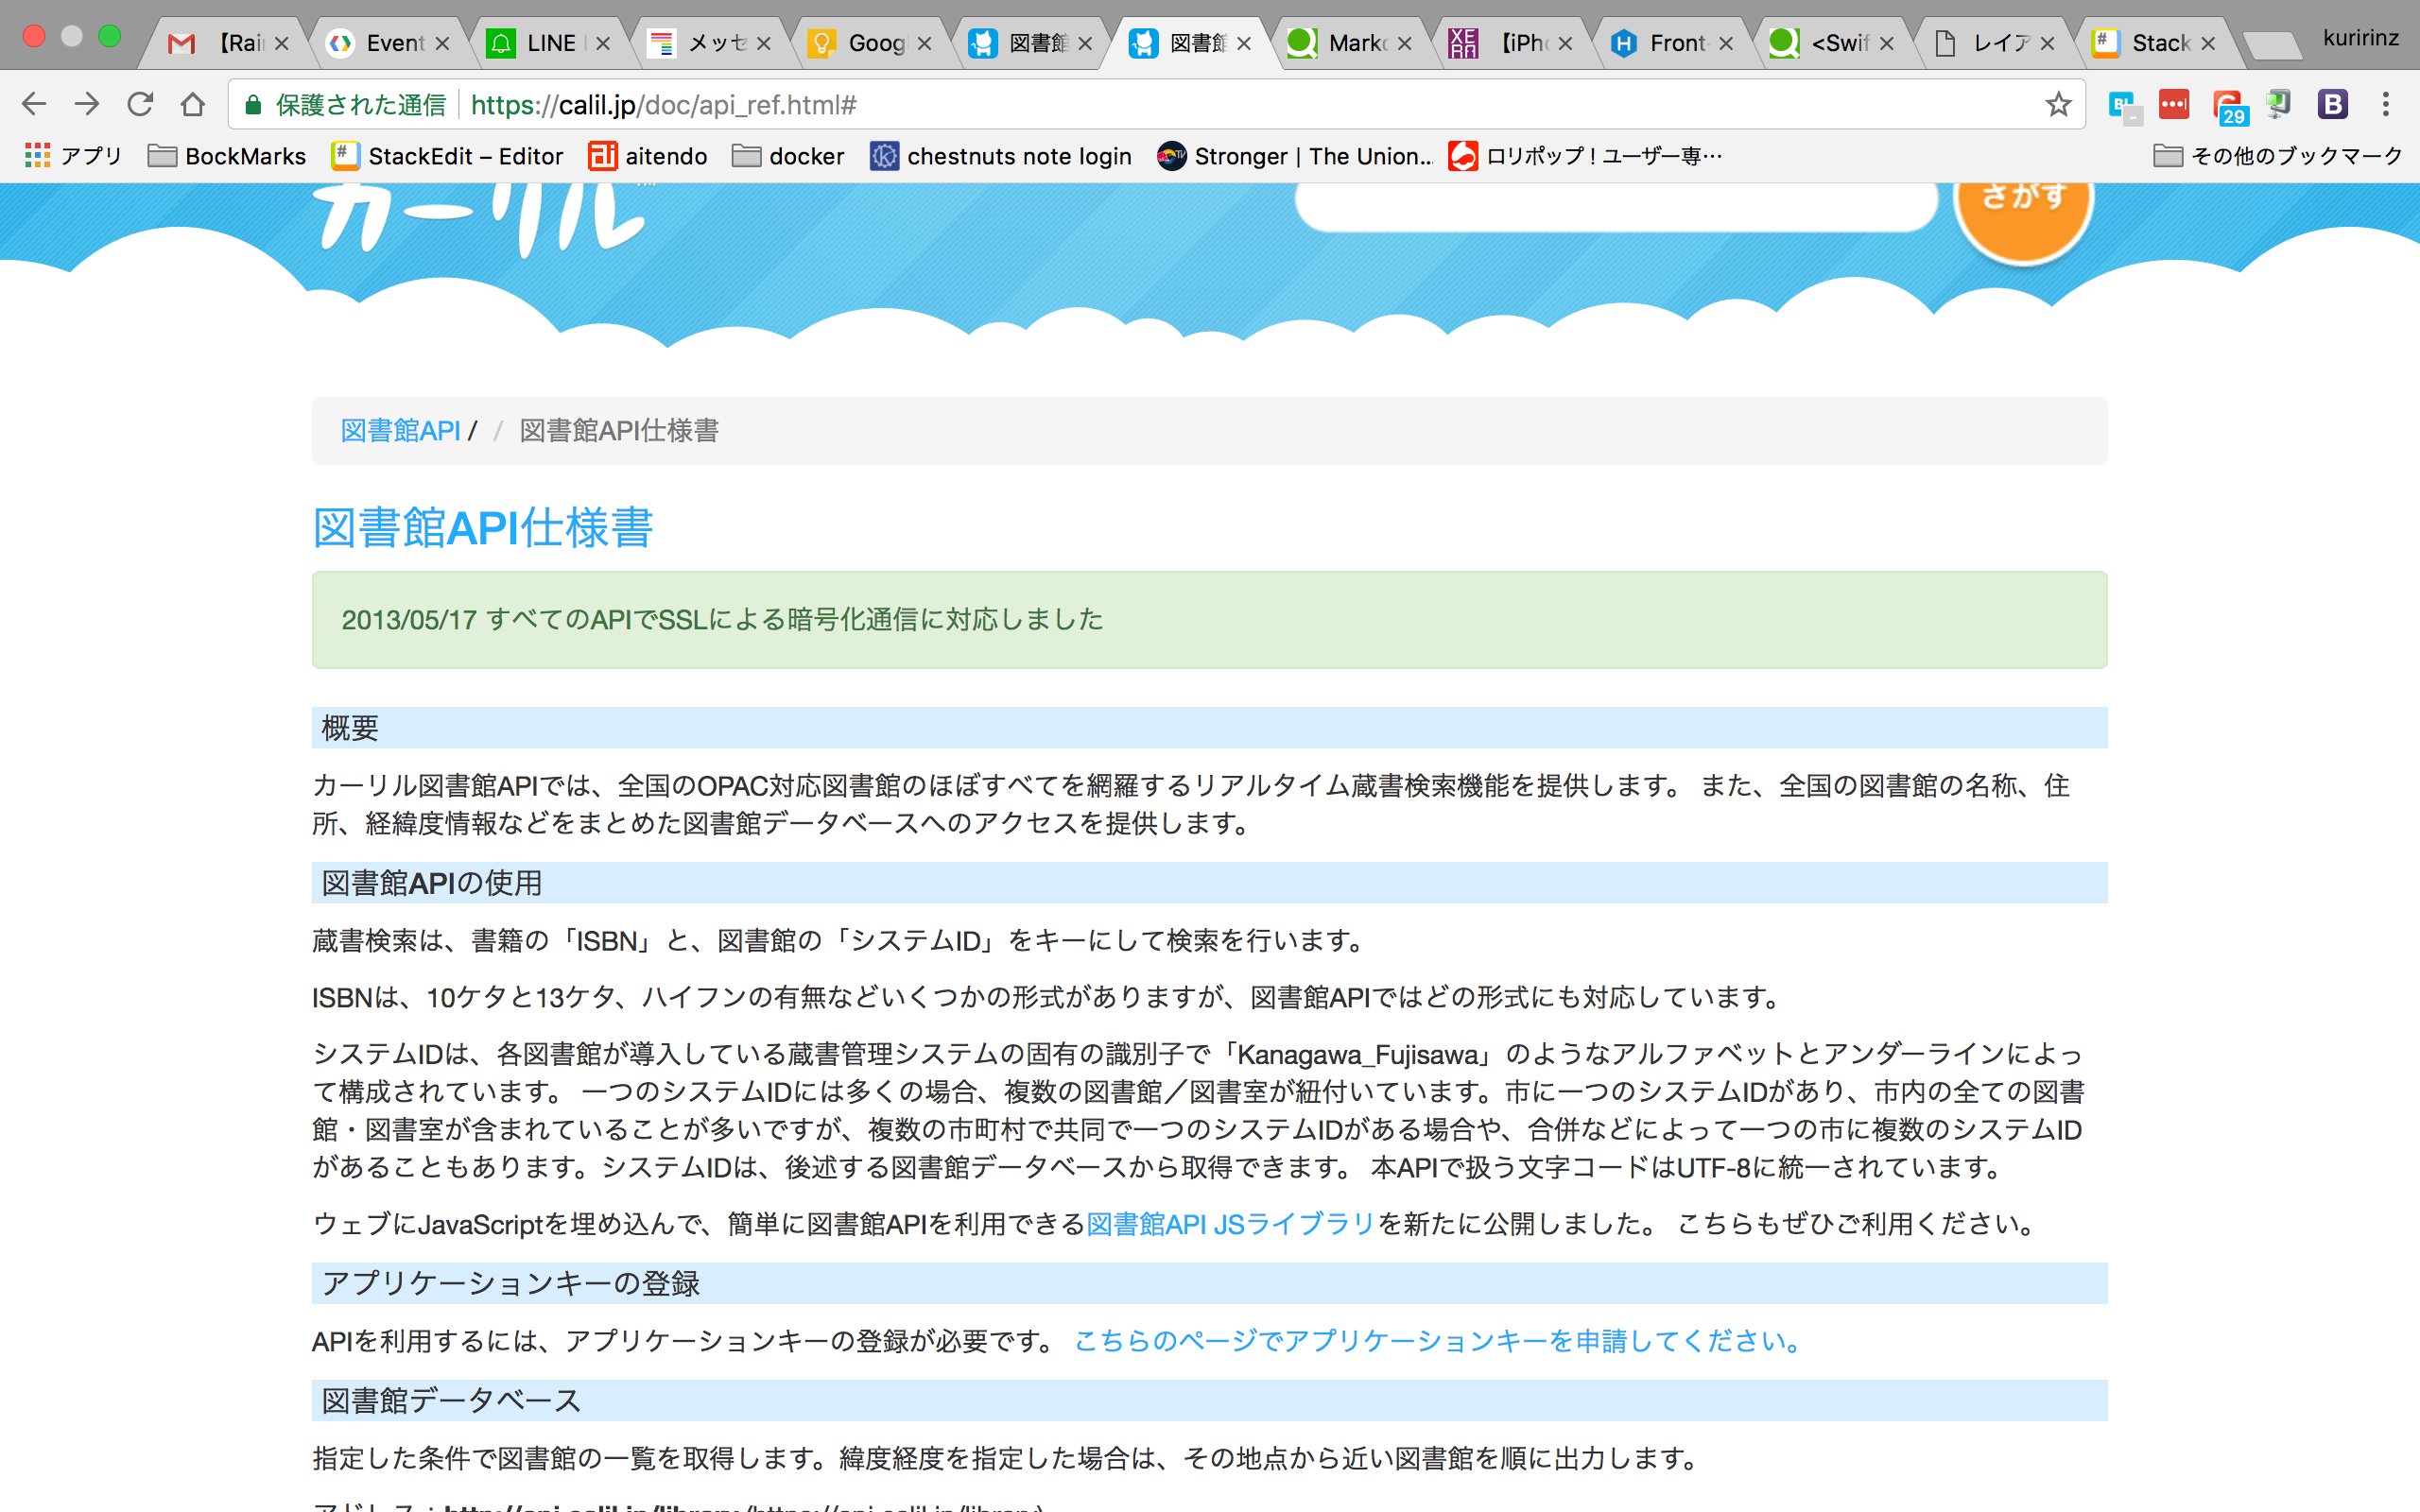 【Rai
Event
LINE
メッセ
Goog
図書館
図書館
Mark
【iPh
Front-
<Swif
レイア
Stack
kuririnz
保護された通信 https://calil.jp/doc/api_ref.html#
29
アプリ BockMarks StackEdit – Editor aitendo docker chestnuts note login Stronger | The Union... ロリポップ！ユーザー専… その他のブックマーク
カーリル
さがす
図書館API / / 図書館API仕様書
図書館API仕様書
2013/05/17 すべてのAPIでSSLによる暗号化通信に対応しました
概要
カーリル図書館APIでは、全国のOPAC対応図書館のほぼすべてを網羅するリアルタイム蔵書検索機能を提供します。 また、全国の図書館の名称、住
所、経緯度情報などをまとめた図書館データベースへのアクセスを提供します。
図書館APIの使用
蔵書検索は、書籍の「ISBN」と、図書館の「システムID」をキーにして検索を行います。
ISBNは、10ケタと13ケタ、ハイフンの有無などいくつかの形式がありますが、図書館APIではどの形式にも対応しています。
システムIDは、各図書館が導入している蔵書管理システムの固有の識別子で「Kanagawa_Fujisawa」のようなアルファベットとアンダーラインによっ
て構成されています。 一つのシステムIDには多くの場合、複数の図書館／図書室が紐付いています。市に一つのシステムIDがあり、市内の全ての図書
館・図書室が含まれていることが多いですが、複数の市町村で共同で一つのシステムIDがある場合や、合併などによって一つの市に複数のシステムID
があることもあります。システムIDは、後述する図書館データベースから取得できます。 本APIで扱う文字コードはUTF-8に統一されています。
ウェブにJavaScriptを埋め込んで、簡単に図書館APIを利用できる図書館API JSライブラリを新たに公開しました。 こちらもぜひご利用ください。
アプリケーションキーの登録
APIを利用するには、アプリケーションキーの登録が必要です。 こちらのページでアプリケーションキーを申請してください。
図書館データベース
指定した条件で図書館の一覧を取得します。緯度経度を指定した場合は、その地点から近い図書館を順に出力します。
アドレス：http://api.calil.jp/library (https://api.calil.jp/library)